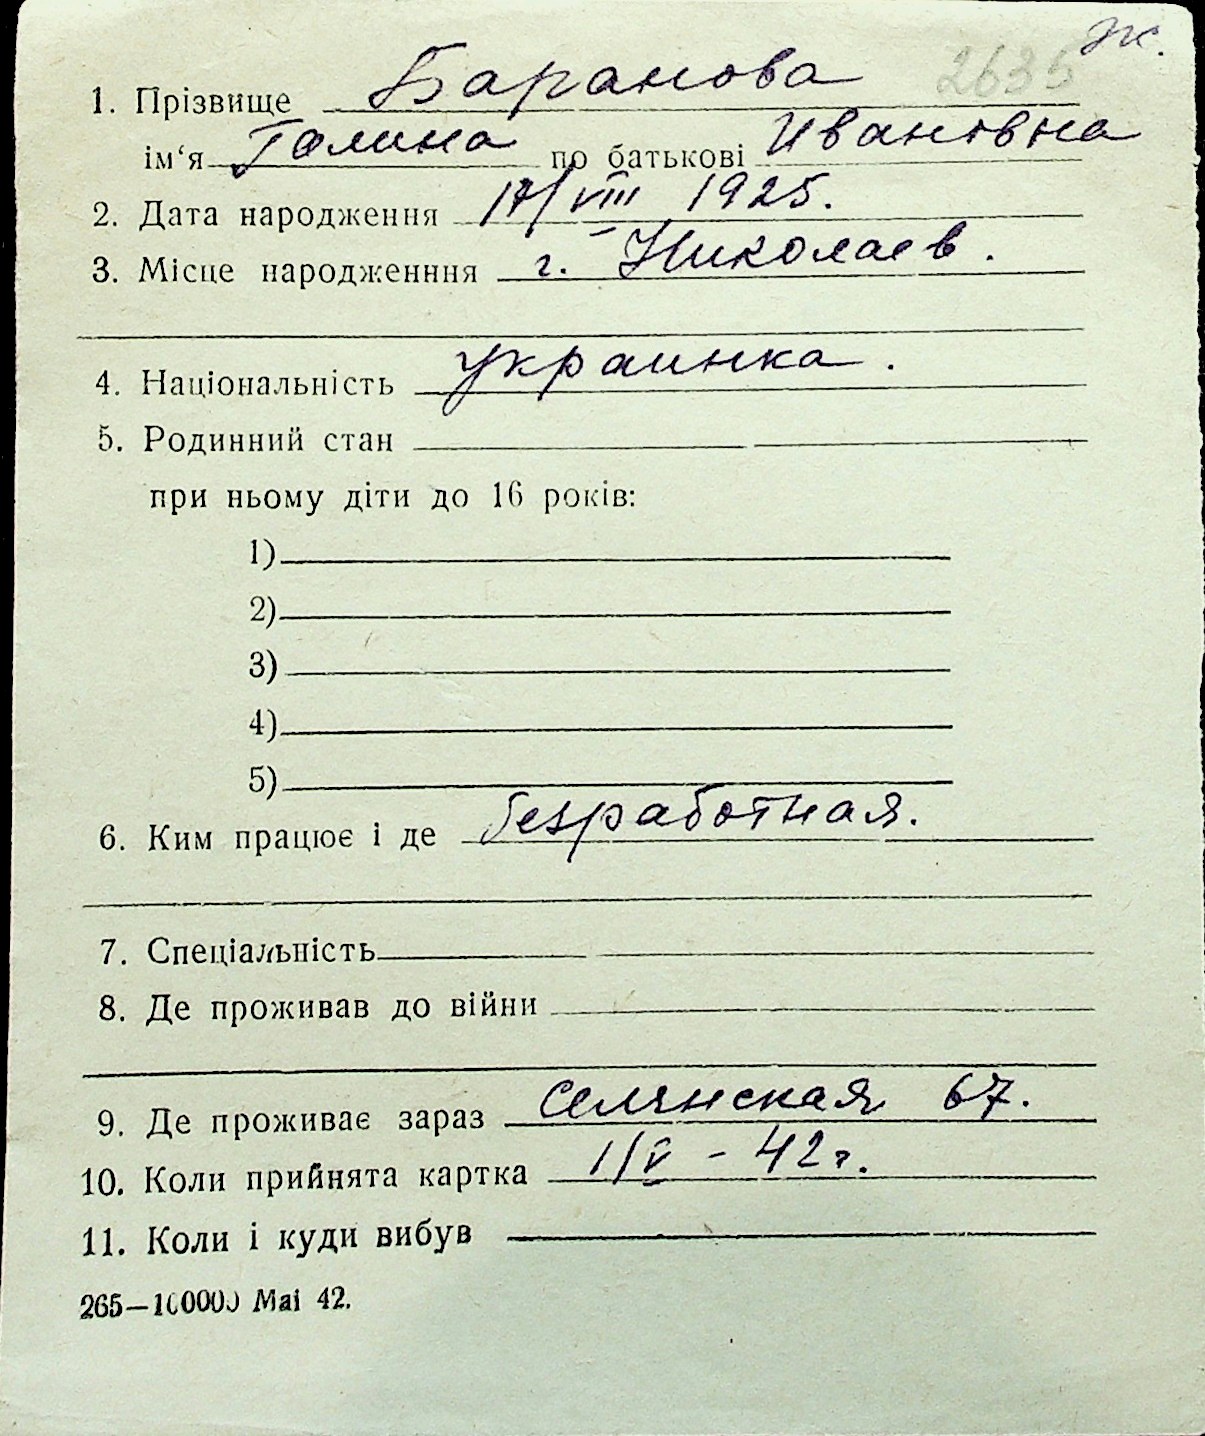 ж.
2635
1. Прізвище Баранова
ім‘я Галина по батькові Ивановна
2. Дата народження 17/VIII 1925.
3. Місце народженння г. Николаев.
4. Національність украинка.
5. Родинний стан
при ньому діти до 16 років:
1)
2)
3)
4)
5)
6. Ким працює і де безработная.
7. Спеціальність
8. Де проживав до війни
9. Де проживає зараз Селянская 67.
10. Коли прийнята картка 1/V - 42 г.
11. Коли і куди вибув
265—100000 Mai 42.